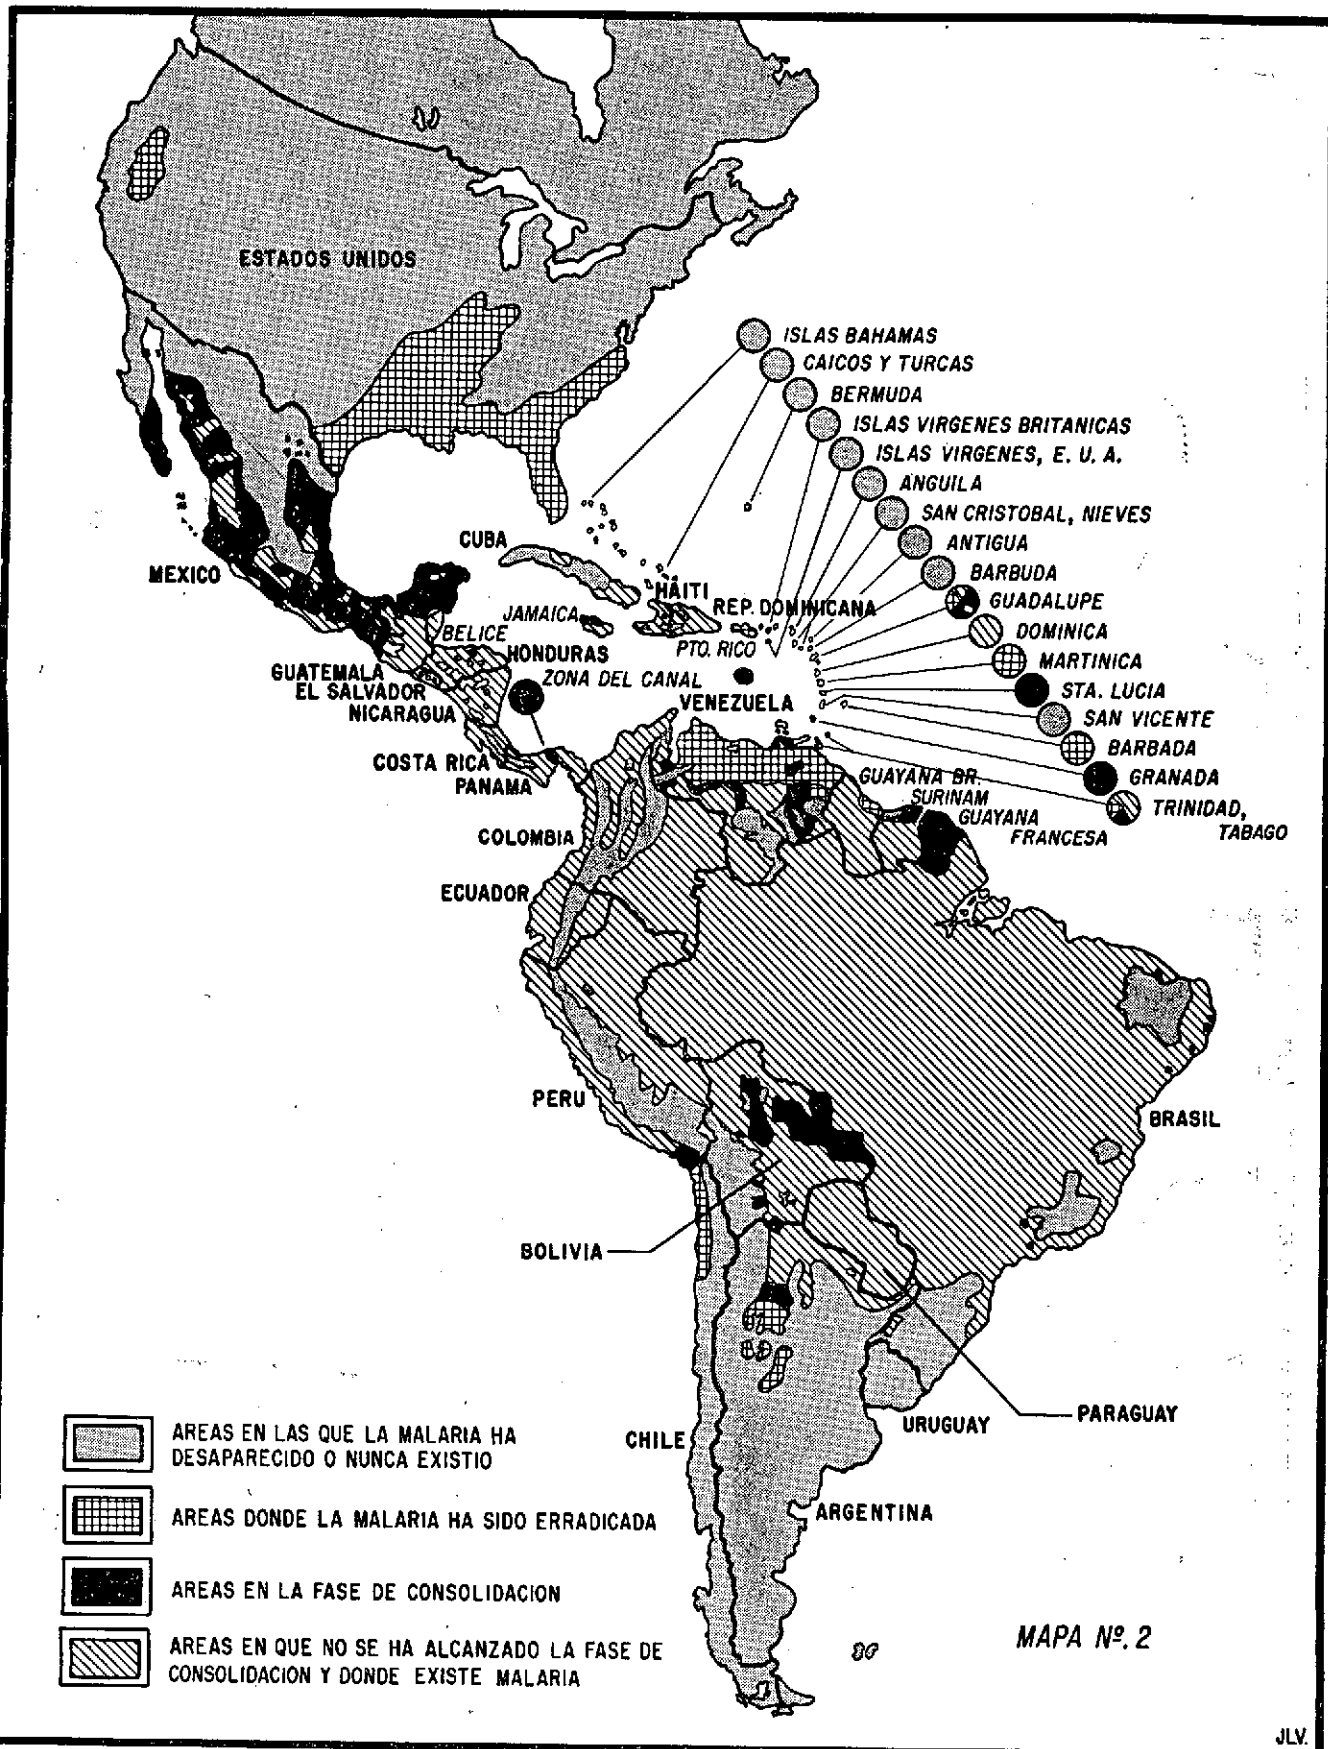 ESTADOS UNIDOS
ISLAS BAHAMAS
CAICOS Y TURCAS
BERMUDA
ISLAS VIRGENES BRITANICAS
ISLAS VIRGENES, E. U. A.
ANGUILA
SAN CRISTOBAL, NIEVES
ANTIGUA
BARBUDA
GUADALUPE
DOMINICA
MARTINICA
STA. LUCIA
SAN VICENTE
BARBADA
GRANADA
TRINIDAD,
TABAGO
CUBA
MEXICO
HAITI
REP. DOMINICANA
JAMAICA
PTO. RICO
BELICE
HONDURAS
GUATEMALA
EL SALVADOR
NICARAGUA
ZONA DEL CANAL
VENEZUELA
COSTA RICA
PANAMA
GUAYANA BR.
SURINAM
GUAYANA
FRANCESA
COLOMBIA
ECUADOR
PERU
BRASIL
BOLIVIA
PARAGUAY
URUGUAY
CHILE
ARGENTINA
AREAS EN LAS QUE LA MALARIA HA
DESAPARECIDO O NUNCA EXISTIO
AREAS DONDE LA MALARIA HA SIDO ERRADICADA
AREAS EN LA FASE DE CONSOLIDACION
AREAS EN QUE NO SE HA ALCANZADO LA FASE DE
CONSOLIDACION Y DONDE EXISTE MALARIA
MAPA Nº. 2
JLV.